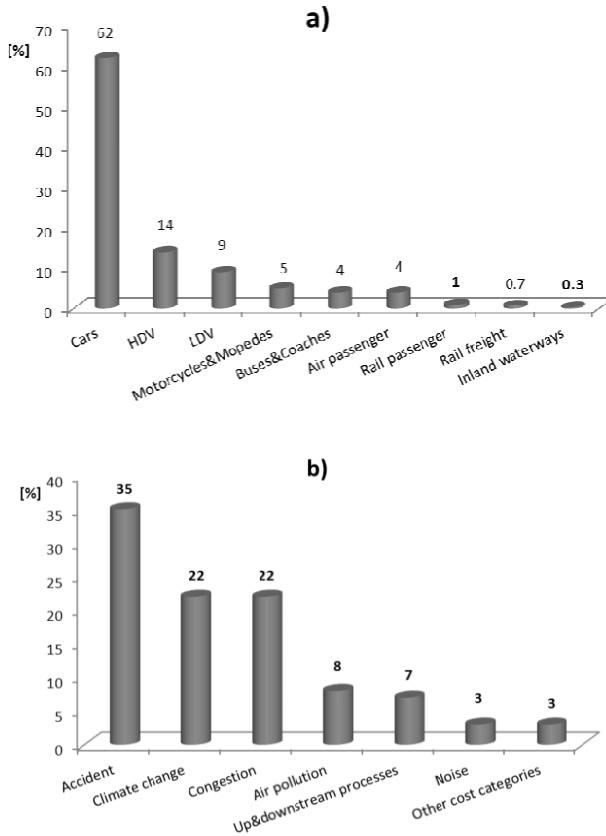 a)
[%]
70
60
50
40
30
20
10
0
62
14
9
5
4
4
1
0.7
0.3
Cars
HDV
LDV
Motorcycles&Mopedes
Buses&Coaches
Air passenger
Rail passenger
Rail freight
Inland waterways
b)
[%]
40
35
30
25
20
15
10
5
0
35
22
22
8
7
3
3
Accident
Climate change
Congestion
Air pollution
Up&downstream processes
Noise
Other cost categories